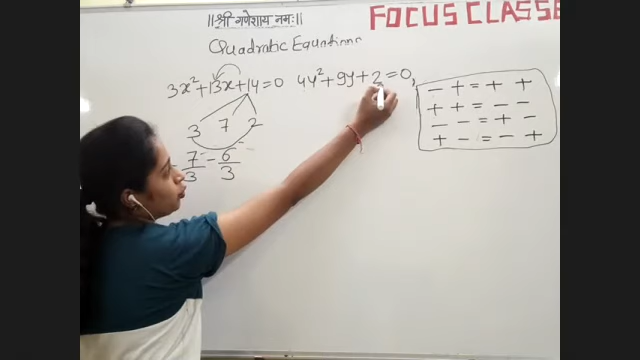 ||श्री गणेशाय नमः||
FOCUS CLASSE
Quadratic Equations
3x² + 13x + 14 = 0 4y² + 9y + 2 = 0,
3 7 2
7/3 - 6/3
- + = + +
+ + = - -
- - = + -
+ - = - +